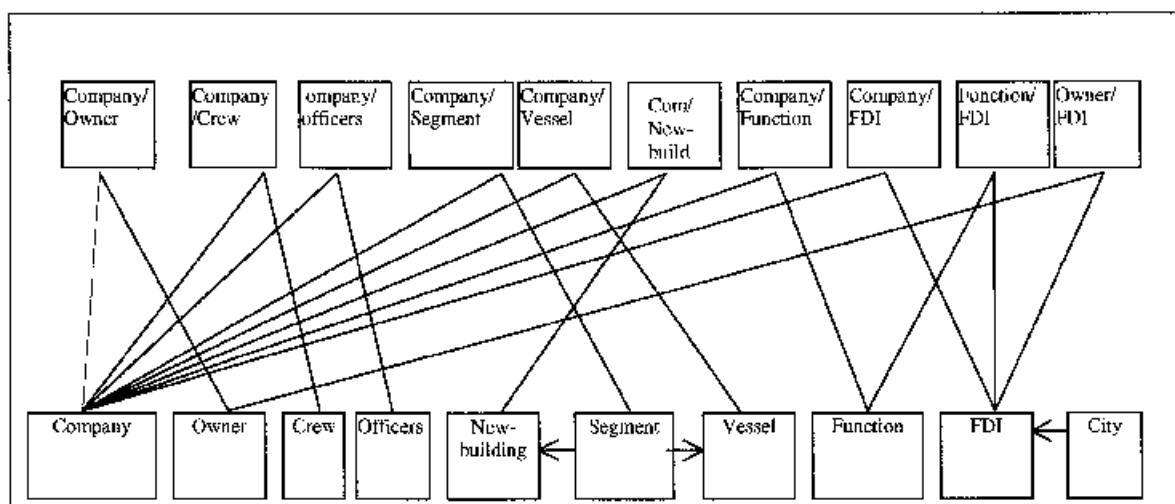 Company/
Owner
Company
/Crew
ompany/
officers
Company/
Segment
Company/
Vessel
Com/
New-
build
Company/
Function
Company/
FDI
Function/
FDI
Owner/
FDI
Company
Owner
Crew
Officers
New-
building
Segment
Vessel
Function
FDI
City